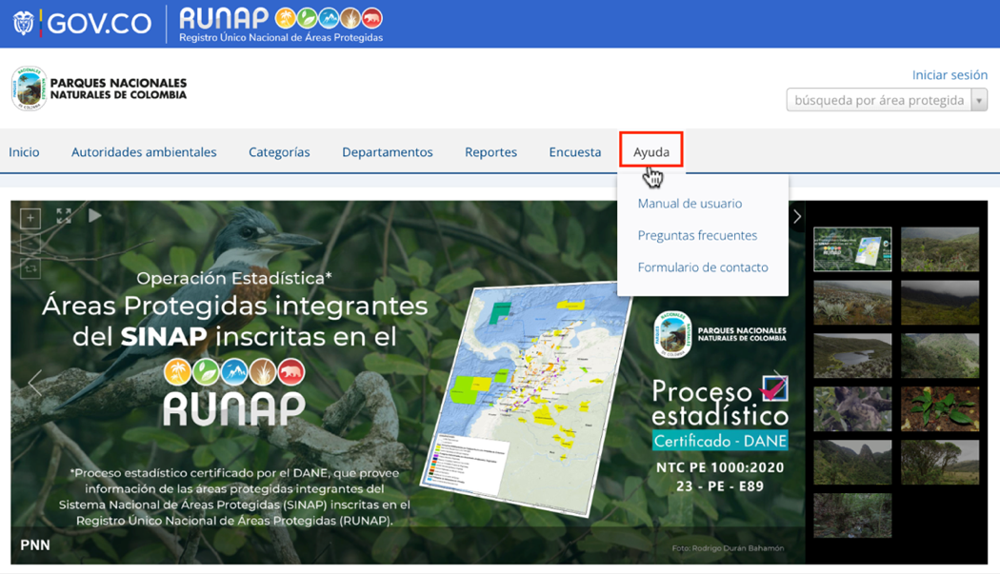 GOV.CO
RUNAP
Registro Único Nacional de Áreas Protegidas
PARQUES NACIONALES
NATURALES DE COLOMBIA
Iniciar sesión
búsqueda por área protegida
Inicio Autoridades ambientales Categorías Departamentos Reportes Encuesta Ayuda
Manual de usuario
Preguntas frecuentes
Formulario de contacto
Operación Estadística*
Áreas Protegidas integrantes
del SINAP inscritas en el
RUNAP
*Proceso estadístico certificado por el DANE, que provee
información de las áreas protegidas integrantes del
Sistema Nacional de Áreas Protegidas (SINAP) inscritas en el
Registro Único Nacional de Áreas Protegidas (RUNAP).
PARQUES NACIONALES
NATURALES DE COLOMBIA
Proceso
estadístico
Certificado - DANE
NTC PE 1000:2020
23 - PE - E89
PNN
Foto: Rodrigo Durán Bahamón